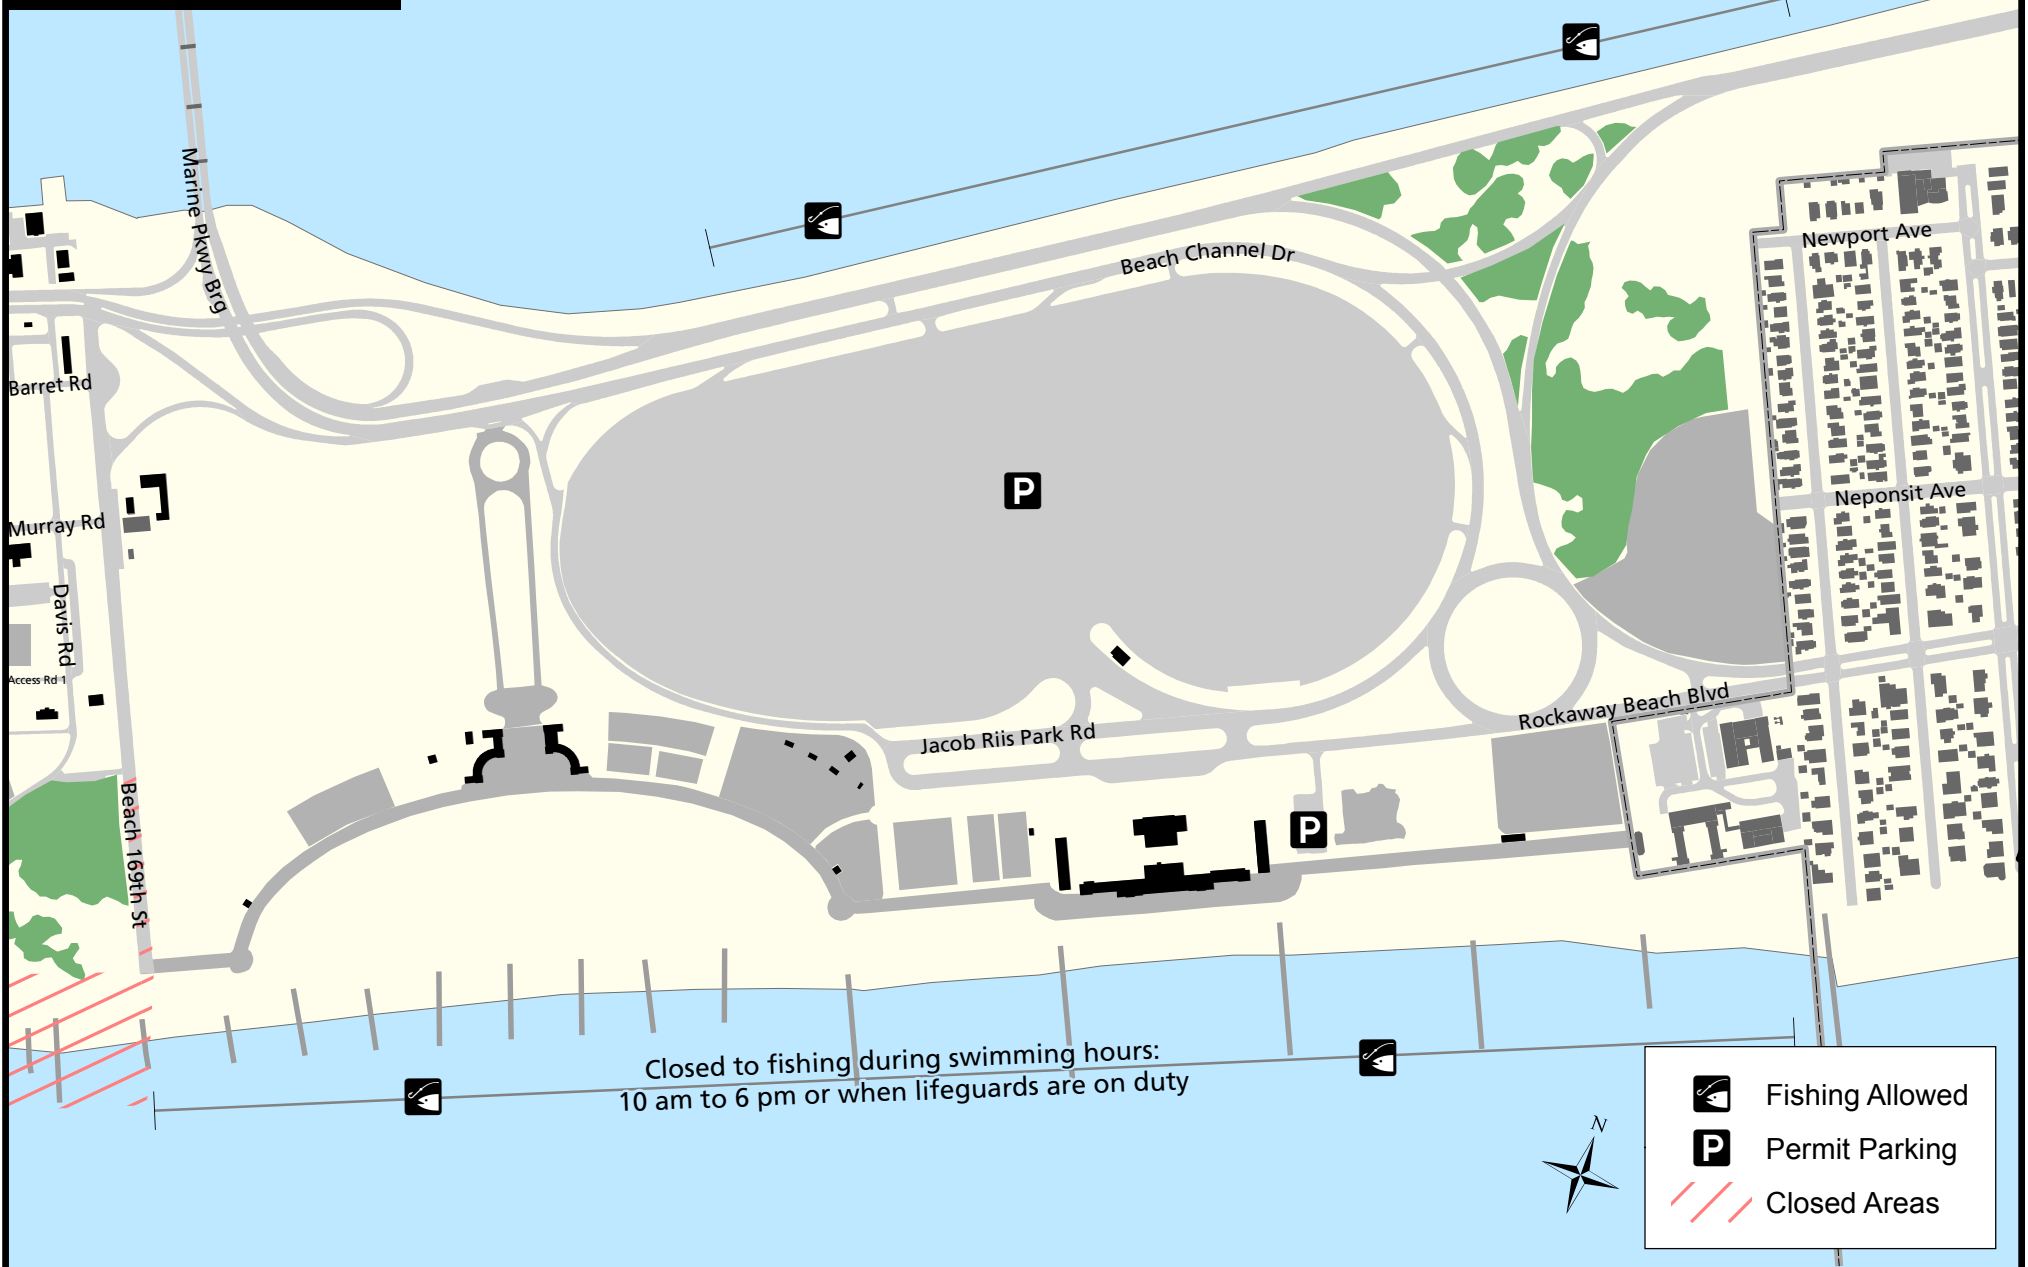 Marine Pkwy Brg
Beach Channel Dr
Newport Ave
Barret Rd
P
Neponsit Ave
Murray Rd
Davis Rd
Access Rd 1
Rockaway Beach Blvd
Jacob Riis Park Rd
Beach 169th St
P
Closed to fishing during swimming hours:
10 am to 6 pm or when lifeguards are on duty
N
Fishing Allowed
P Permit Parking
Closed Areas